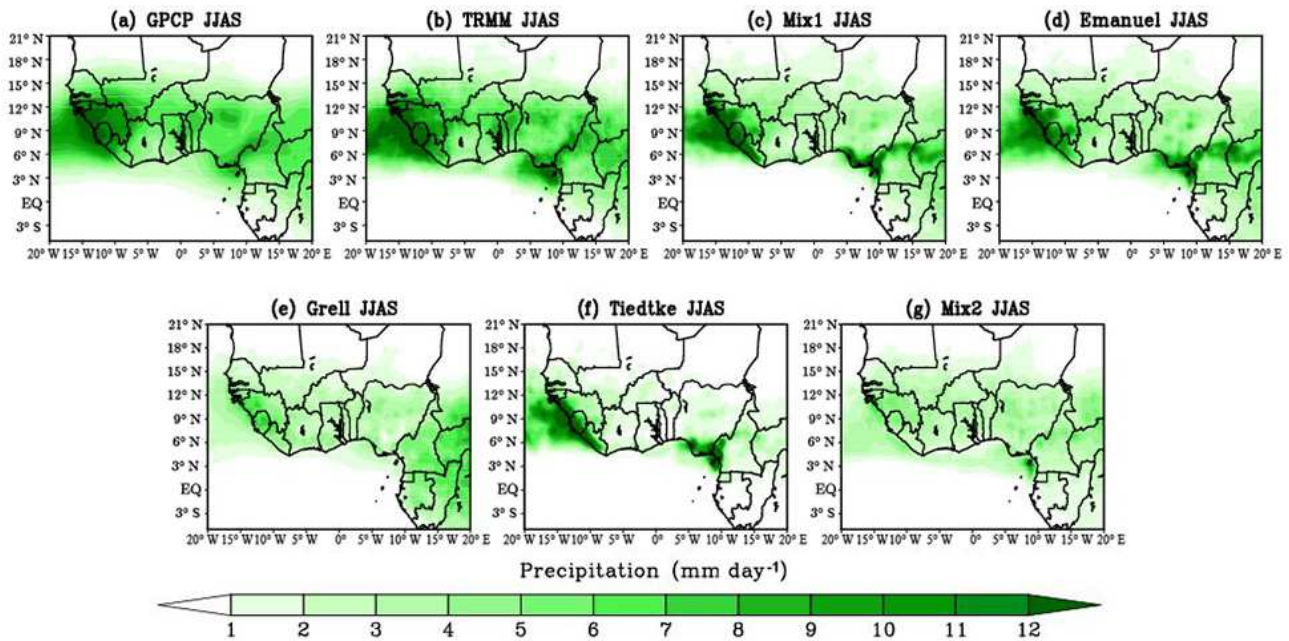 (a) GPCP JJAS (b) TRMM JJAS (c) Mix1 JJAS (d) Emanuel JJAS
21° N 21° N 21° N 21° N
18° N 18° N 18° N 18° N
15° N 15° N 15° N 15° N
12° N 12° N 12° N 12° N
9° N 9° N 9° N 9° N
6° N 6° N 6° N 6° N
3° N 3° N 3° N 3° N
EQ EQ EQ EQ
3° S 3° S 3° S 3° S
20° W 15° W 10° W 5° W 0° 5° W 10° W 15° W 20° W 15° W 10° W 5° W 0° 5° W 10° W 15° W 20° W 15° W 10° W 5° W 0° 5° W 10° W 15° W 20° W 15° W 10° W 5° W 0° 5° W 10° W 15° W 20° E
(e) Grell JJAS (f) Tiedtke JJAS (g) Mix2 JJAS
21° N 21° N 21° N
18° N 18° N 18° N
15° N 15° N 15° N
12° N 12° N 12° N
9° N 9° N 9° N
6° N 6° N 6° N
3° N 3° N 3° N
EQ EQ EQ
3° S 3° S 3° S
20° W 15° W 10° W 5° W 0° 5° W 10° W 15° W 20° W 15° W 10° W 5° W 0° 5° W 10° W 15° W 20° W 15° W 10° W 5° W 0° 5° W 10° W 15° W 20° E
Precipitation (mm day⁻¹)
1 2 3 4 5 6 7 8 9 10 11 12